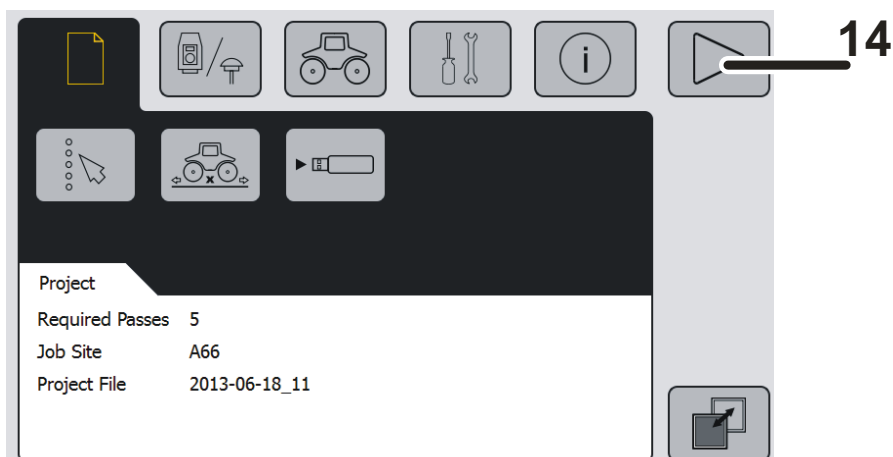 14
Project
Required Passes 5
Job Site A66
Project File 2013-06-18_11